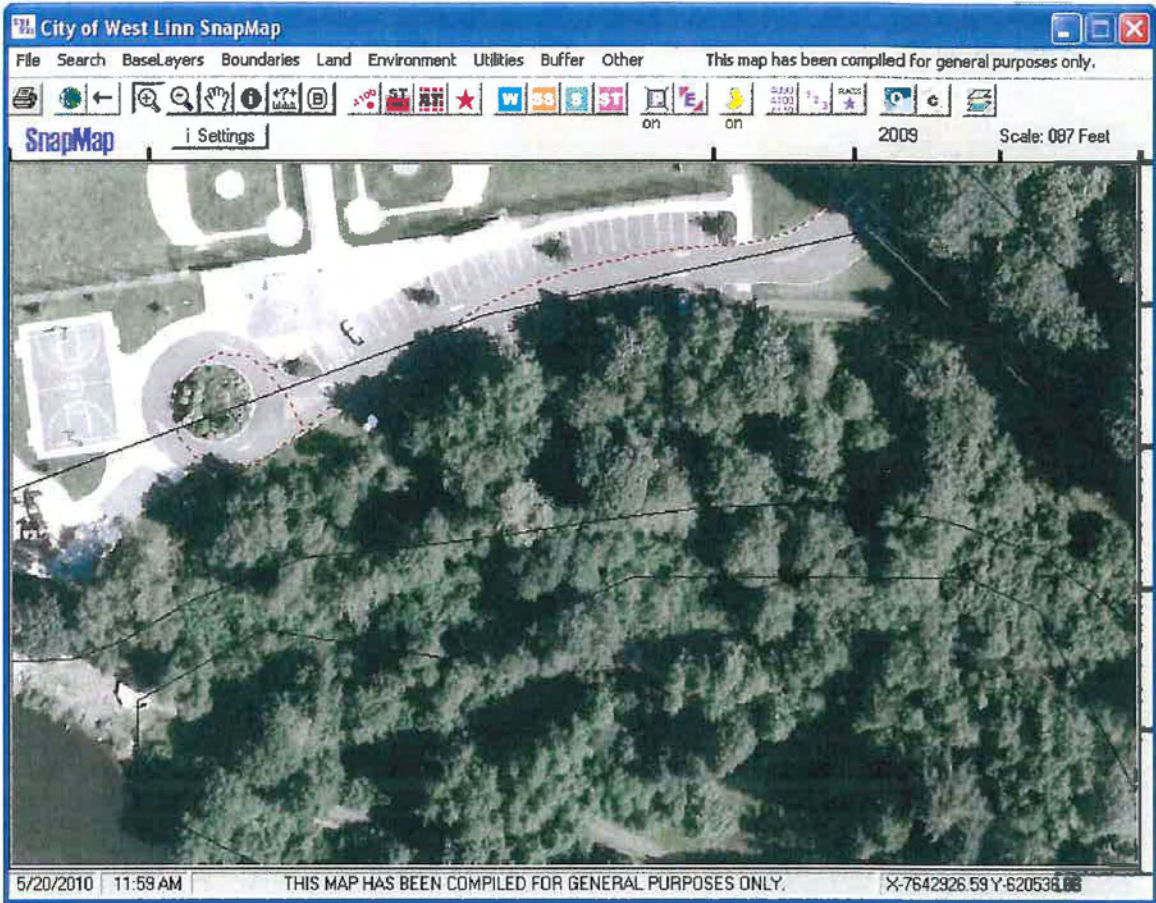 City of West Linn SnapMap
File Search BaseLayers Boundaries Land Environment Utilities Buffer Other This map has been compiled for general purposes only.
W SS S ST E
on on
SnapMap i Settings 2009 Scale: 087 Feet
5/20/2010 11:59 AM THIS MAP HAS BEEN COMPILED FOR GENERAL PURPOSES ONLY. X-7642926.59